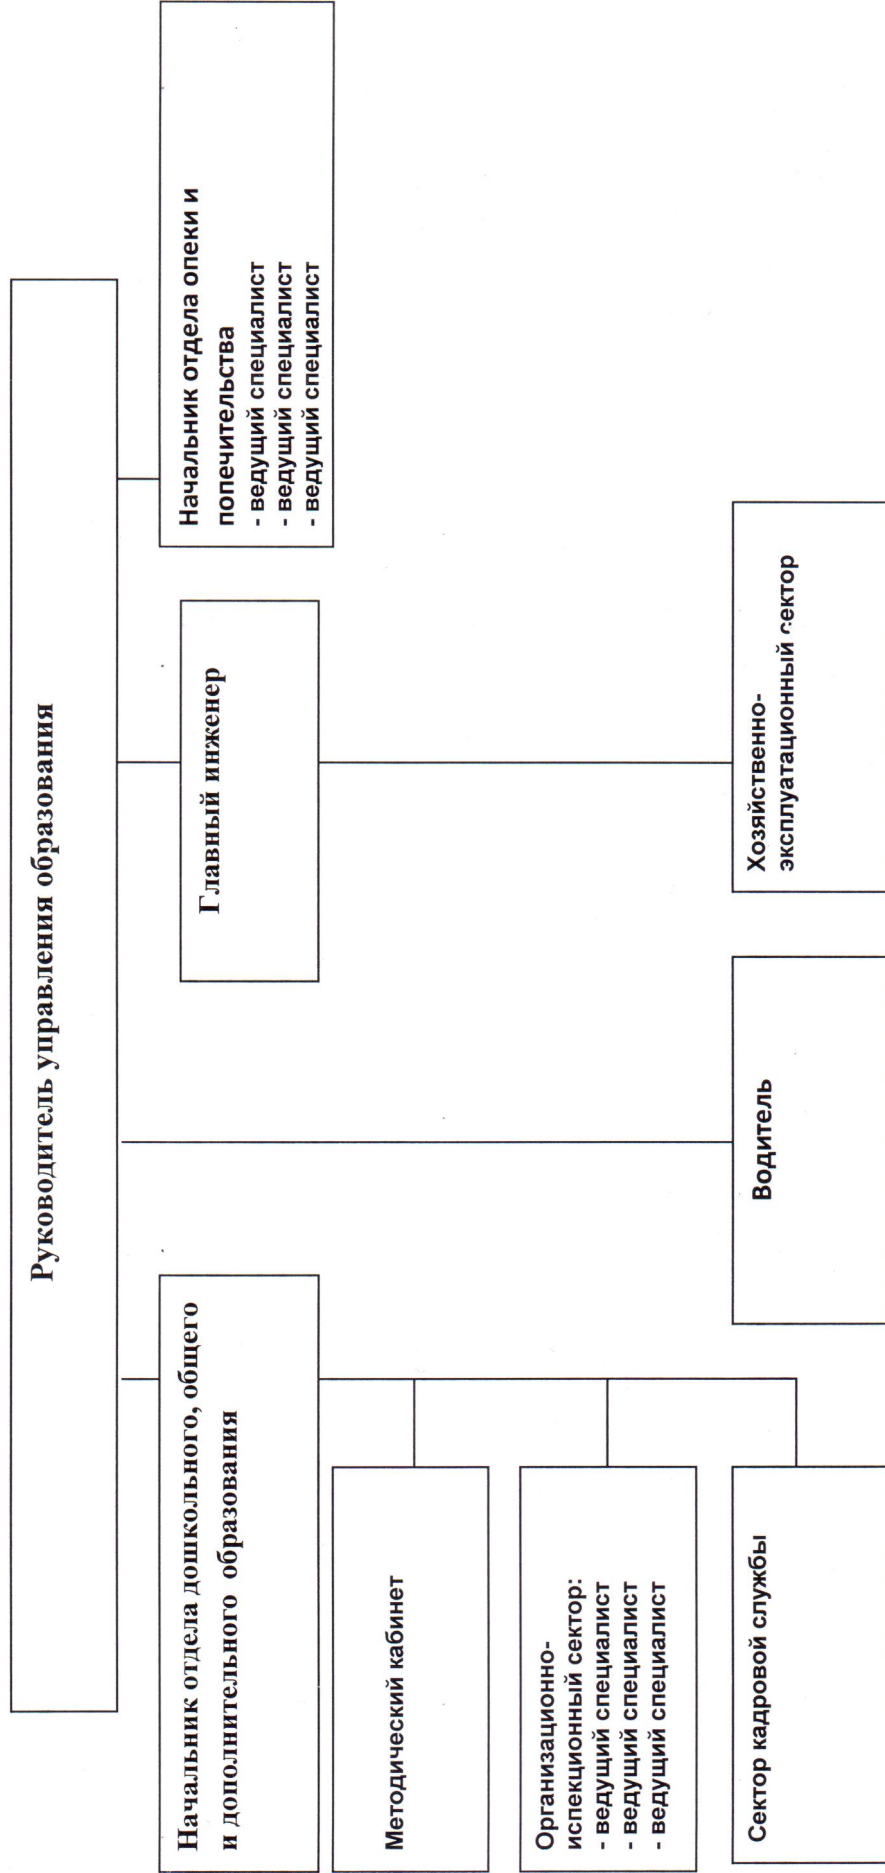 Руководитель управления образования
Начальник отдела дошкольного, общего
и дополнительного образования
Главный инженер
Начальник отдела опеки и
попечительства
- ведущий специалист
- ведущий специалист
- ведущий специалист
Методический кабинет
Организационно-
испекционный сектор:
- ведущий специалист
- ведущий специалист
- ведущий специалист
Сектор кадровой службы
Водитель
Хозяйственно-
эксплуатационный сектор